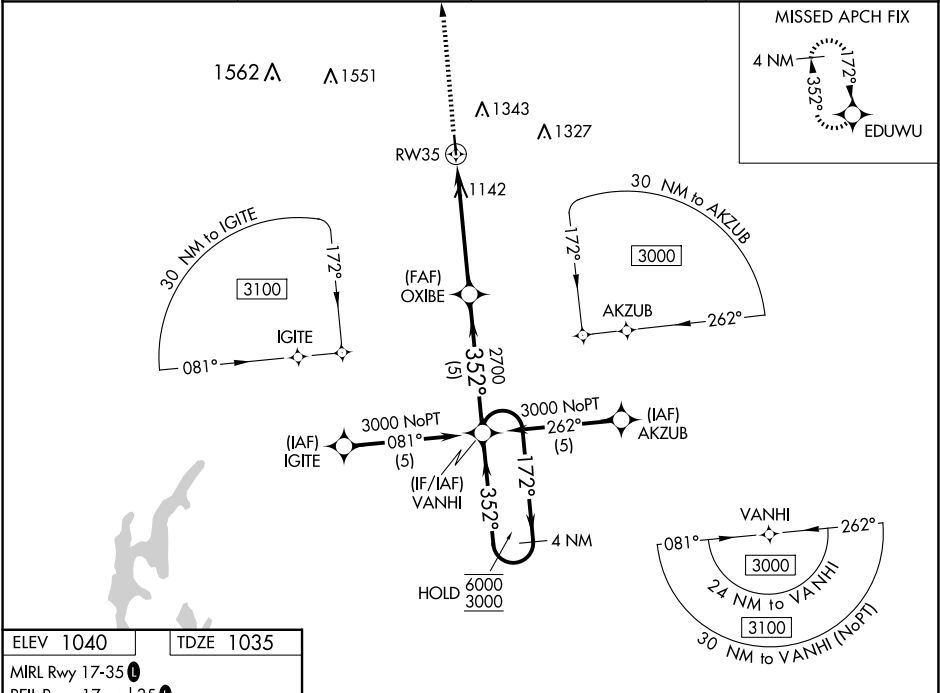 MISSED APCH FIX
4 NM
172°
352°
EDUWU
1562
1551
1343
1327
RW35
1142
30 NM to IGITE
172°
3100
IGITE
081°
30 NM to AKZUB
172°
3000
AKZUB
262°
(FAF)
OXIBE
2700
352°
(5)
3000 NoPT
081°
(5)
(IAF)
IGITE
3000 NoPT
262°
(5)
(IAF)
AKZUB
(IF/IAF)
VANHI
352°
172°
4 NM
HOLD
6000
3000
VANHI
081°
262°
3000
24 NM to VANHI
3100
30 NM to VANHI (NoPT)
ELEV 1040
TDZE 1035
MIRL Rwy 17-35 L